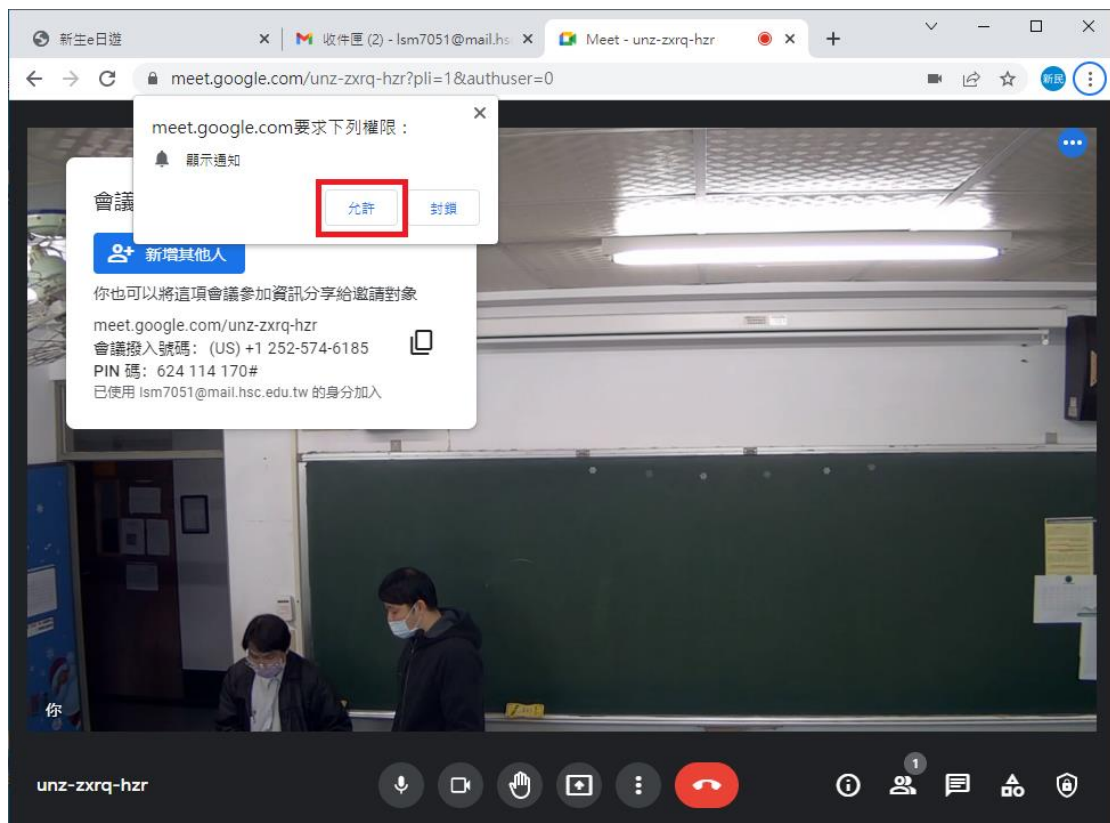 新生e日遊
收件匣 (2) - lsm7051@mail.hs
Meet - unz-zxrq-hzr
meet.google.com/unz-zxrq-hzr?pli=1&authuser=0
新民
meet.google.com要求下列權限：
顯示通知
允許
封鎖
會議
新增其他人
你也可以將這項會議參加資訊分享給邀請對象
meet.google.com/unz-zxrq-hzr
會議撥入號碼： (US) +1 252-574-6185
PIN 碼： 624 114 170#
已使用 lsm7051@mail.hsc.edu.tw 的身分加入
你
unz-zxrq-hzr
1